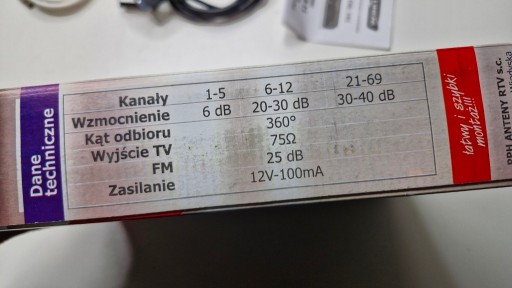 Dane
techniczne
Kanały 1-5 6-12 21-69
Wzmocnienie 6 dB 20-30 dB 30-40 dB
Kąt odbioru 360°
Wyjście TV 75Ω
FM 25 dB
Zasilanie 12V-100mA
łatwy i szybki
montaż!!!
PPH ANTENY RTV s.c.